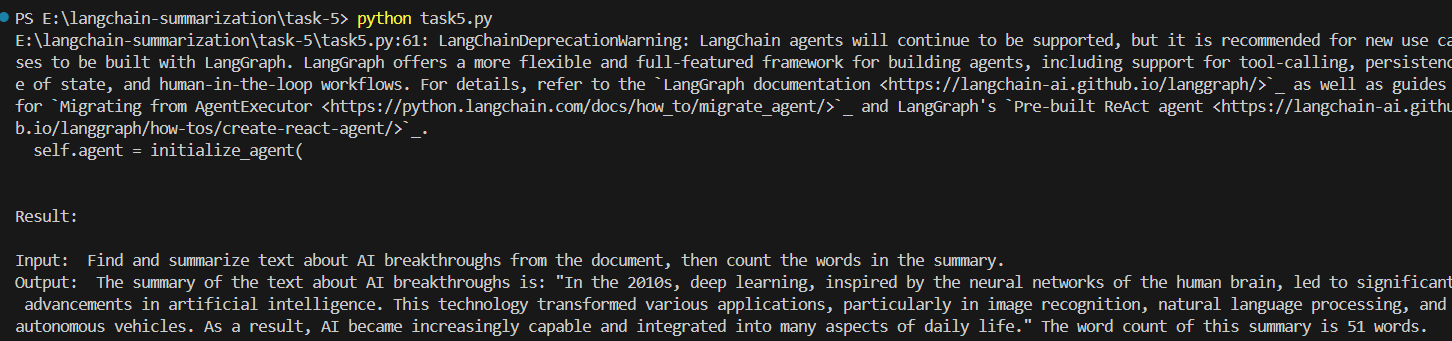 PS E:\langchain-summarization\task-5> python task5.py
E:\langchain-summarization\task-5\task5.py:61: LangChainDeprecationWarning: LangChain agents will continue to be supported, but it is recommended for new use ca
ses to be built with LangGraph. LangGraph offers a more flexible and full-featured framework for building agents, including support for tool-calling, persistenc
e of state, and human-in-the-loop workflows. For details, refer to the `LangGraph documentation <https://langchain-ai.github.io/langgraph/>`_ as well as guides
for `Migrating from AgentExecutor <https://python.langchain.com/docs/how_to/migrate_agent/>`_ and LangGraph's `Pre-built ReAct agent <https://langchain-ai.githu
b.io/langgraph/how-tos/create-react-agent/>`_.
  self.agent = initialize_agent(
Result:
Input:  Find and summarize text about AI breakthroughs from the document, then count the words in the summary.
Output:  The summary of the text about AI breakthroughs is: "In the 2010s, deep learning, inspired by the neural networks of the human brain, led to significant
 advancements in artificial intelligence. This technology transformed various applications, particularly in image recognition, natural language processing, and
autonomous vehicles. As a result, AI became increasingly capable and integrated into many aspects of daily life." The word count of this summary is 51 words.